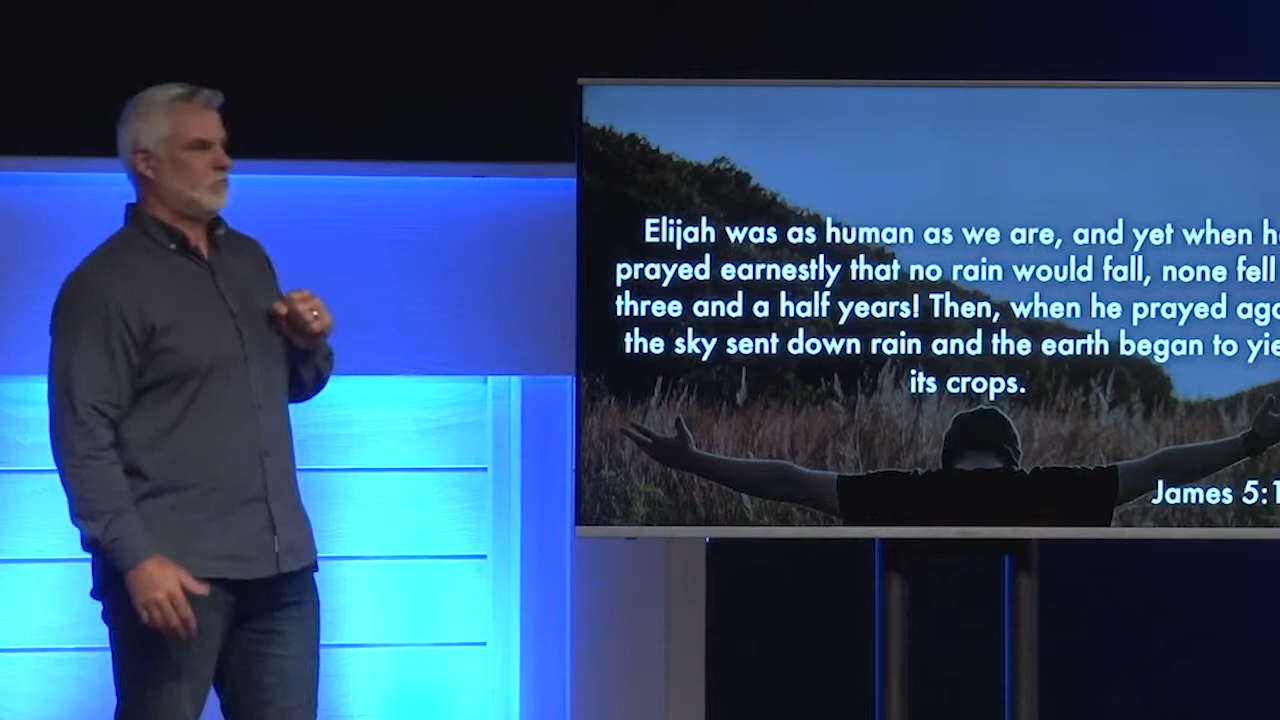 Elijah was as human as we are, and yet when
prayed earnestly that no rain would fall, none fell
three and a half years! Then, when he prayed
the sky sent down rain and the earth began to
its crops.
James 5:1